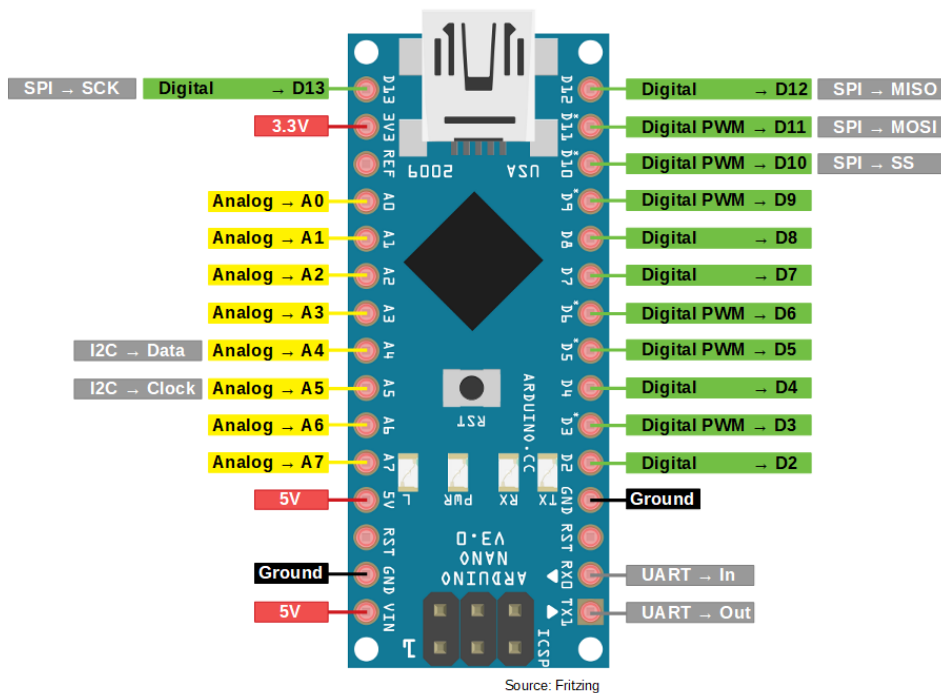 SPI → SCK
Digital → D13
3.3V
Analog → A0
Analog → A1
Analog → A2
Analog → A3
I2C → Data
Analog → A4
I2C → Clock
Analog → A5
Analog → A6
Analog → A7
5V
Ground
5V
D13
3V3
REF
A0
A1
A2
A3
A4
A5
A6
A7
5V
RST
GND
VIN
USA
2009
RST
ARDUINO.CC
L
PWR
RX
TX
ARDUINO
NANO
V3.0
1
ICSP
D12
D11*
D10*
D9*
D8
D7
D6*
D5*
D4
D3*
D2
GND
RST
RX0
TX1
Digital → D12
SPI → MISO
Digital PWM → D11
SPI → MOSI
Digital PWM → D10
SPI → SS
Digital PWM → D9
Digital → D8
Digital → D7
Digital PWM → D6
Digital PWM → D5
Digital → D4
Digital PWM → D3
Digital → D2
Ground
UART → In
UART → Out
Source: Fritzing